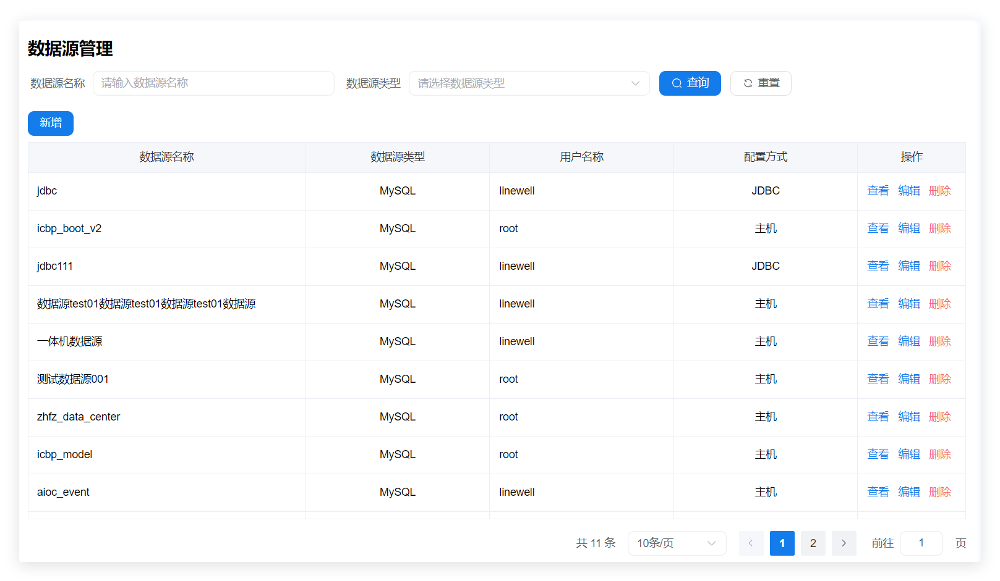 数据源管理
数据源名称 请输入数据源名称 数据源类型 请选择数据源类型 查询 重置
新增
数据源名称 数据源类型 用户名称 配置方式 操作
jdbc MySQL linewell JDBC 查看 编辑 删除
icbp_boot_v2 MySQL root 主机 查看 编辑 删除
jdbc111 MySQL linewell JDBC 查看 编辑 删除
数据源test01数据源test01数据源test01数据源 MySQL linewell 主机 查看 编辑 删除
一体机数据源 MySQL linewell 主机 查看 编辑 删除
测试数据源001 MySQL root 主机 查看 编辑 删除
zhfz_data_center MySQL root 主机 查看 编辑 删除
icbp_model MySQL root 主机 查看 编辑 删除
aioc_event MySQL linewell 主机 查看 编辑 删除
共 11 条 10条/页 1 2 前往 1 页